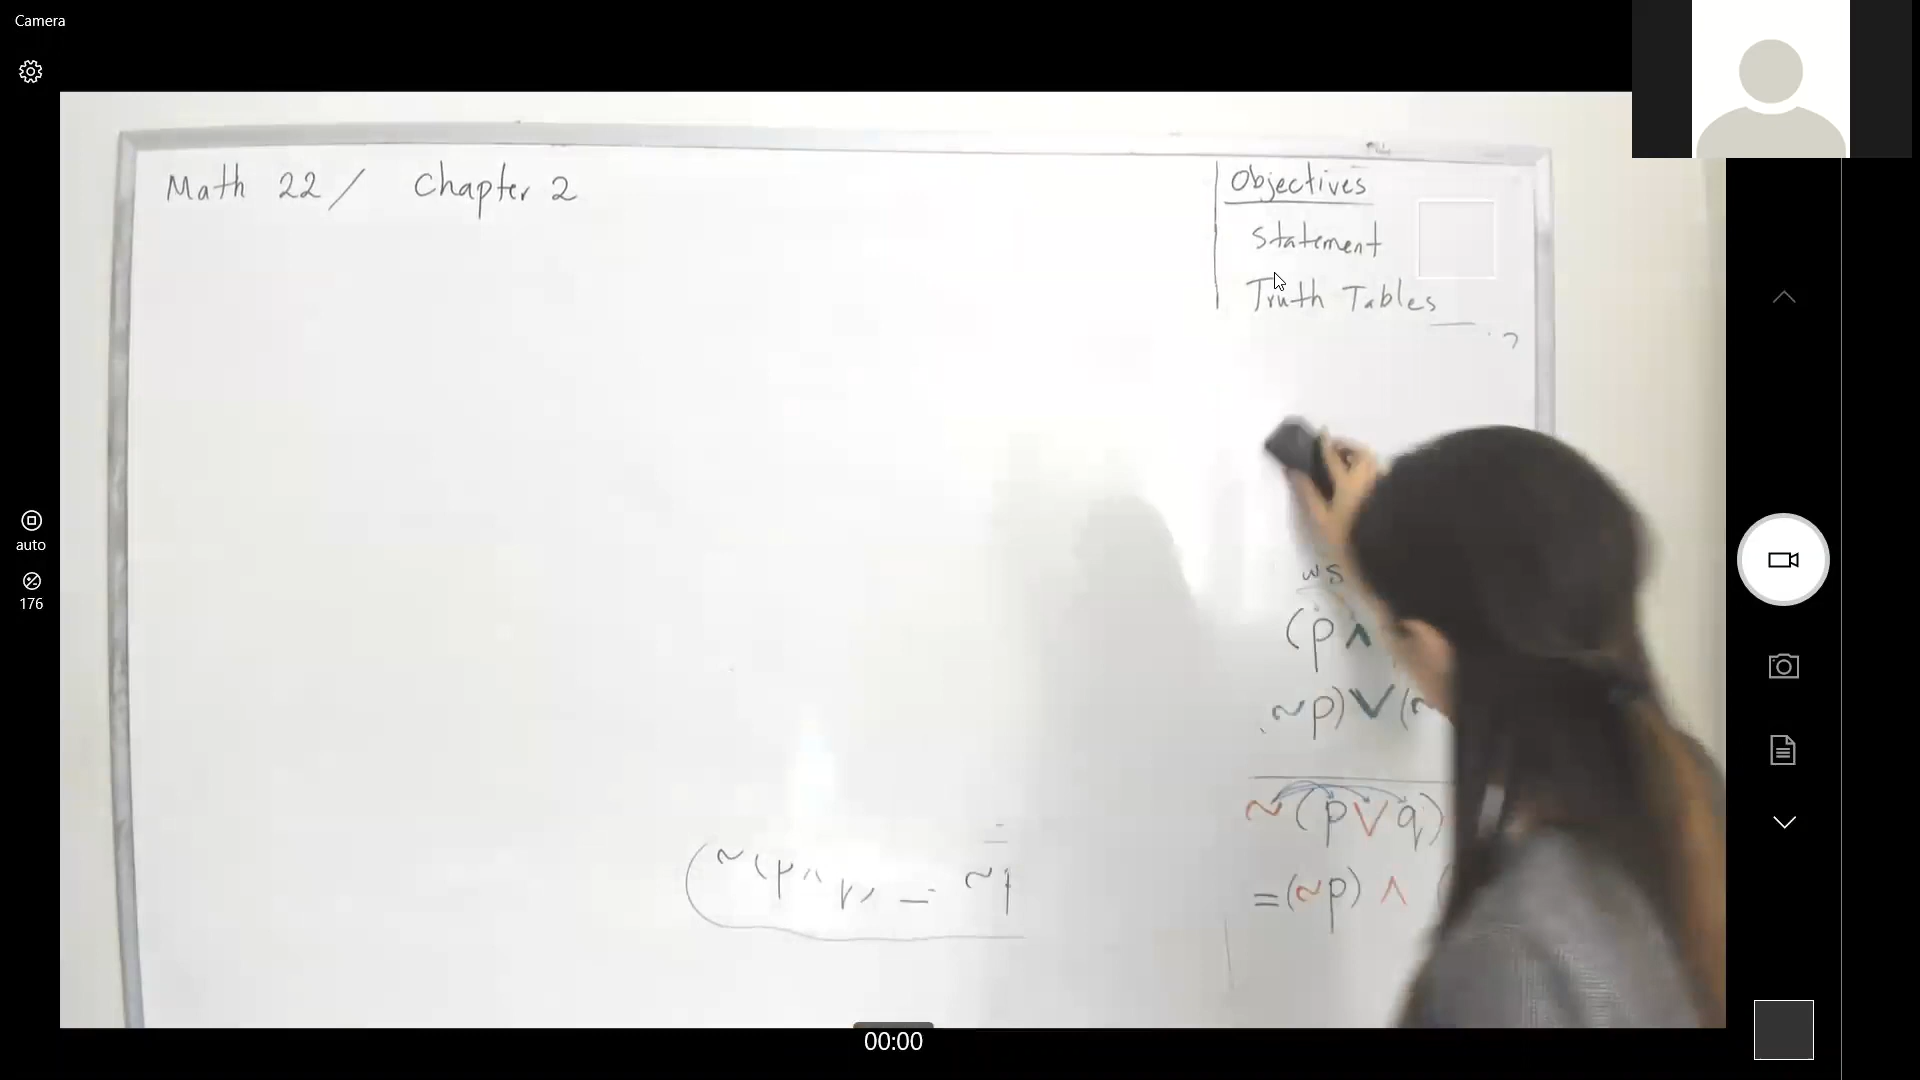 Camera
Math 22 / Chapter 2
Objectives
Statement
Truth Tables
auto
176
ws
(p ∧
~p) ∨ (~
~(p ∨ q)
= (~p) ∧ (
00:00